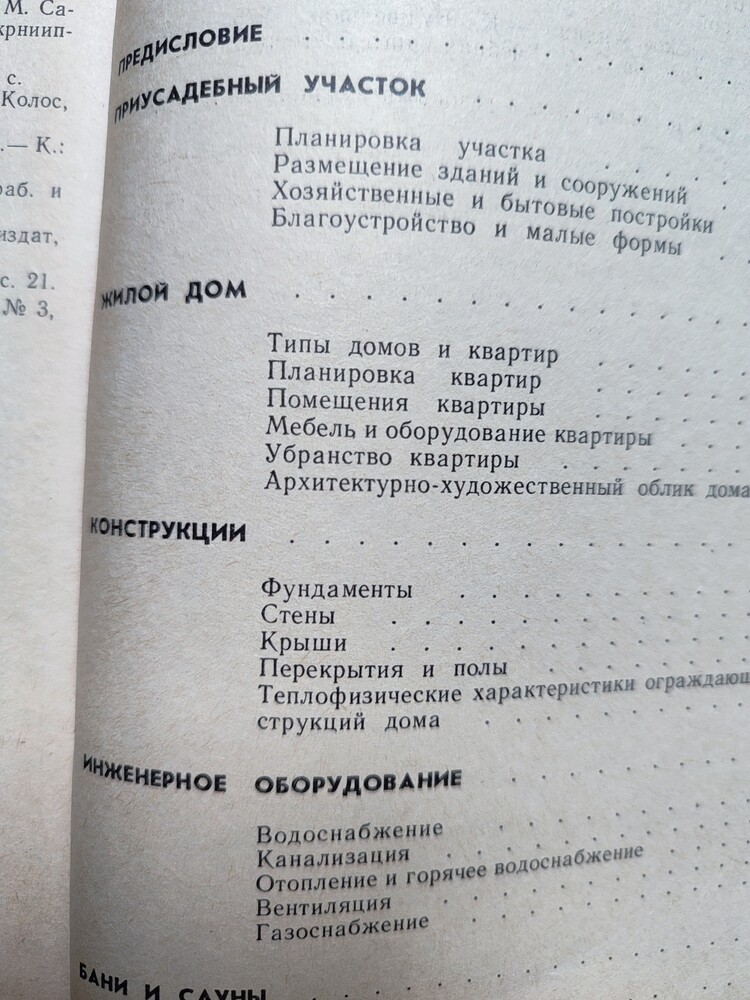 М. Са-
с.
Колос,
.— К.:
раб. и
издат,
с. 21.
№ 3,
ПРЕДИСЛОВИЕ
ПРИУСАДЕБНЫЙ УЧАСТОК
Планировка участка
Размещение зданий и сооружений
Хозяйственные и бытовые постройки
Благоустройство и малые формы
ЖИЛОЙ ДОМ
Типы домов и квартир
Планировка квартир
Помещения квартиры
Мебель и оборудование квартиры
Убранство квартиры
Архитектурно-художественный облик дома
КОНСТРУКЦИИ
Фундаменты
Стены
Крыши
Перекрытия и полы
Теплофизические характеристики ограждающ
струкций дома
ИНЖЕНЕРНОЕ ОБОРУДОВАНИЕ
Водоснабжение
Канализация
Отопление и горячее водоснабжение
Вентиляция
Газоснабжение
БАНИ И САУНЫ